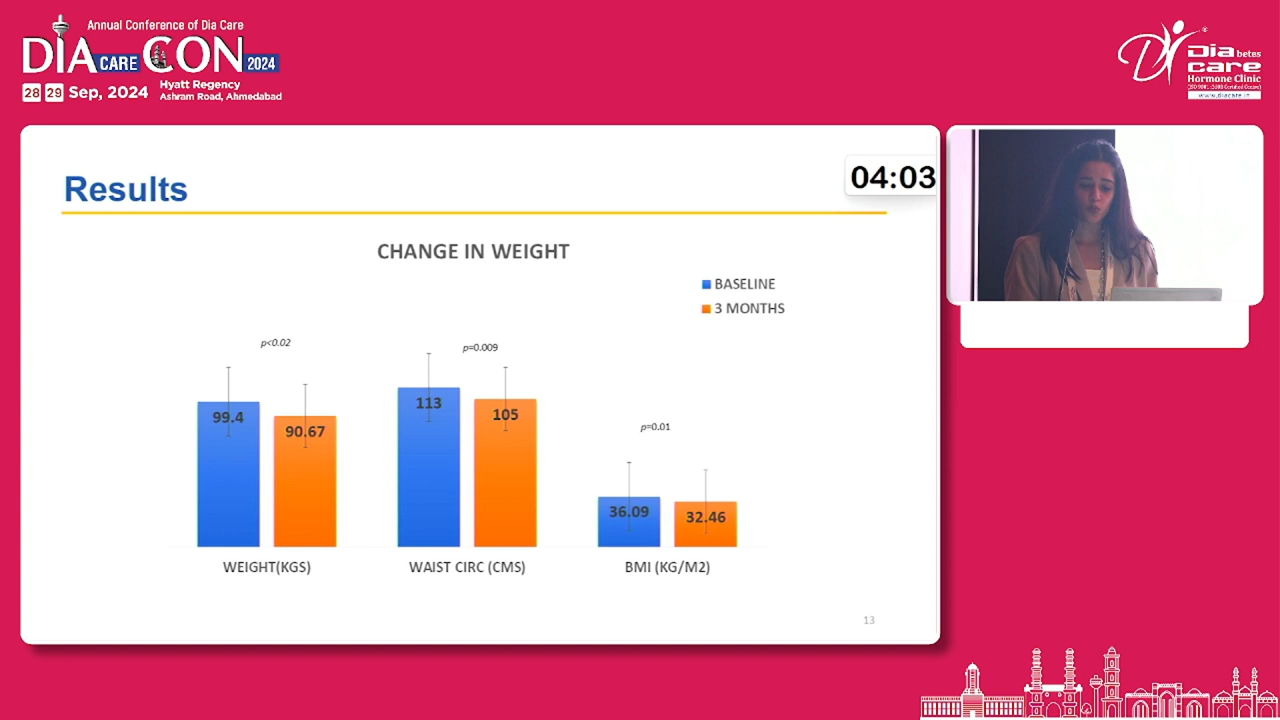 Annual Conference of Dia Care
DIA CARE CON 2024
28 29 Sep, 2024
Hyatt Regency
Ashram Road, Ahmedabad
Dia betes
care
Hormone Clinic
www.diacare.in
Results
04:03
CHANGE IN WEIGHT
BASELINE
3 MONTHS
p<0.02
p=0.009
p=0.01
99.4
90.67
113
105
36.09
32.46
WEIGHT(KGS)
WAIST CIRC (CMS)
BMI (KG/M2)
13